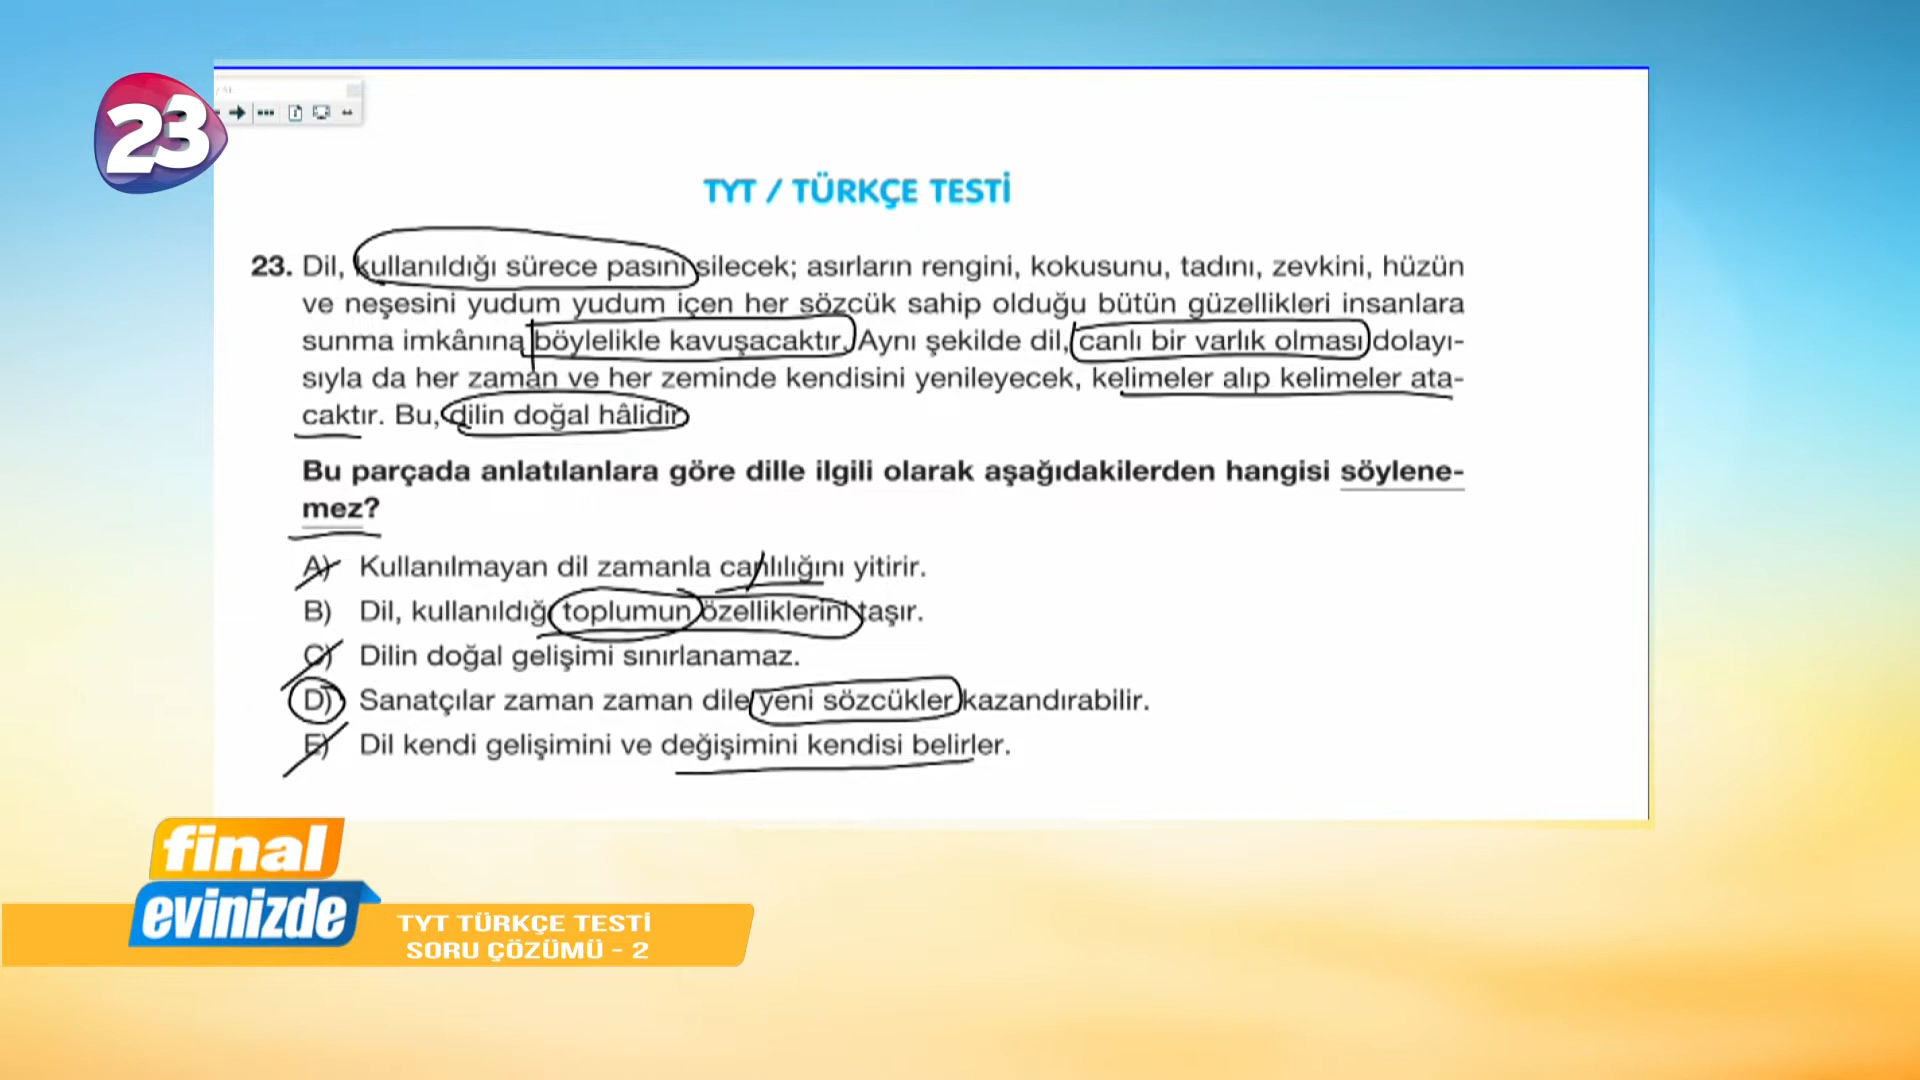 23
TYT / TÜRKÇE TESTİ
23. Dil, kullanıldığı sürece pasını silecek; asırların rengini, kokusunu, tadını, zevkini, hüzün
ve neşesini yudum yudum içen her sözcük sahip olduğu bütün güzellikleri insanlara
sunma imkânına böylelikle kavuşacaktır. Aynı şekilde dil, canlı bir varlık olması dolayı-
sıyla da her zaman ve her zeminde kendisini yenileyecek, kelimeler alıp kelimeler ata-
caktır. Bu, dilin doğal hâlidir.
Bu parçada anlatılanlara göre dille ilgili olarak aşağıdakilerden hangisi söylene-
mez?
A) Kullanılmayan dil zamanla canlılığını yitirir.
B) Dil, kullanıldığı toplumun özelliklerini taşır.
C) Dilin doğal gelişimi sınırlanamaz.
D) Sanatçılar zaman zaman dile yeni sözcükler kazandırabilir.
E) Dil kendi gelişimini ve değişimini kendisi belirler.
final
evinizde
TYT TÜRKÇE TESTİ
SORU ÇÖZÜMÜ - 2